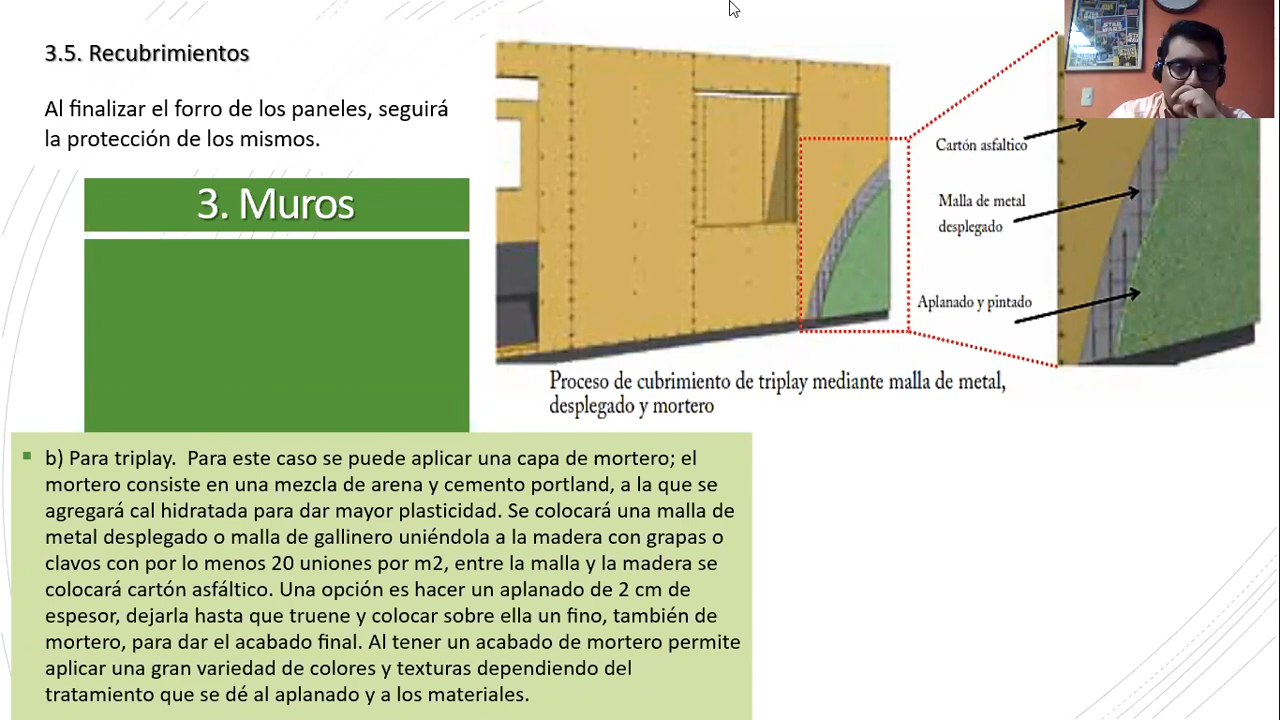 3.5. Recubrimientos
Al finalizar el forro de los paneles, seguirá
la protección de los mismos.
3. Muros
Cartón asfaltico
Malla de metal
desplegado
Aplanado y pintado
Proceso de cubrimiento de triplay mediante malla de metal,
desplegado y mortero
b) Para triplay.  Para este caso se puede aplicar una capa de mortero; el
mortero consiste en una mezcla de arena y cemento portland, a la que se
agregará cal hidratada para dar mayor plasticidad. Se colocará una malla de
metal desplegado o malla de gallinero uniéndola a la madera con grapas o
clavos con por lo menos 20 uniones por m2, entre la malla y la madera se
colocará cartón asfáltico. Una opción es hacer un aplanado de 2 cm de
espesor, dejarla hasta que truene y colocar sobre ella un fino, también de
mortero, para dar el acabado final. Al tener un acabado de mortero permite
aplicar una gran variedad de colores y texturas dependiendo del
tratamiento que se dé al aplanado y a los materiales.